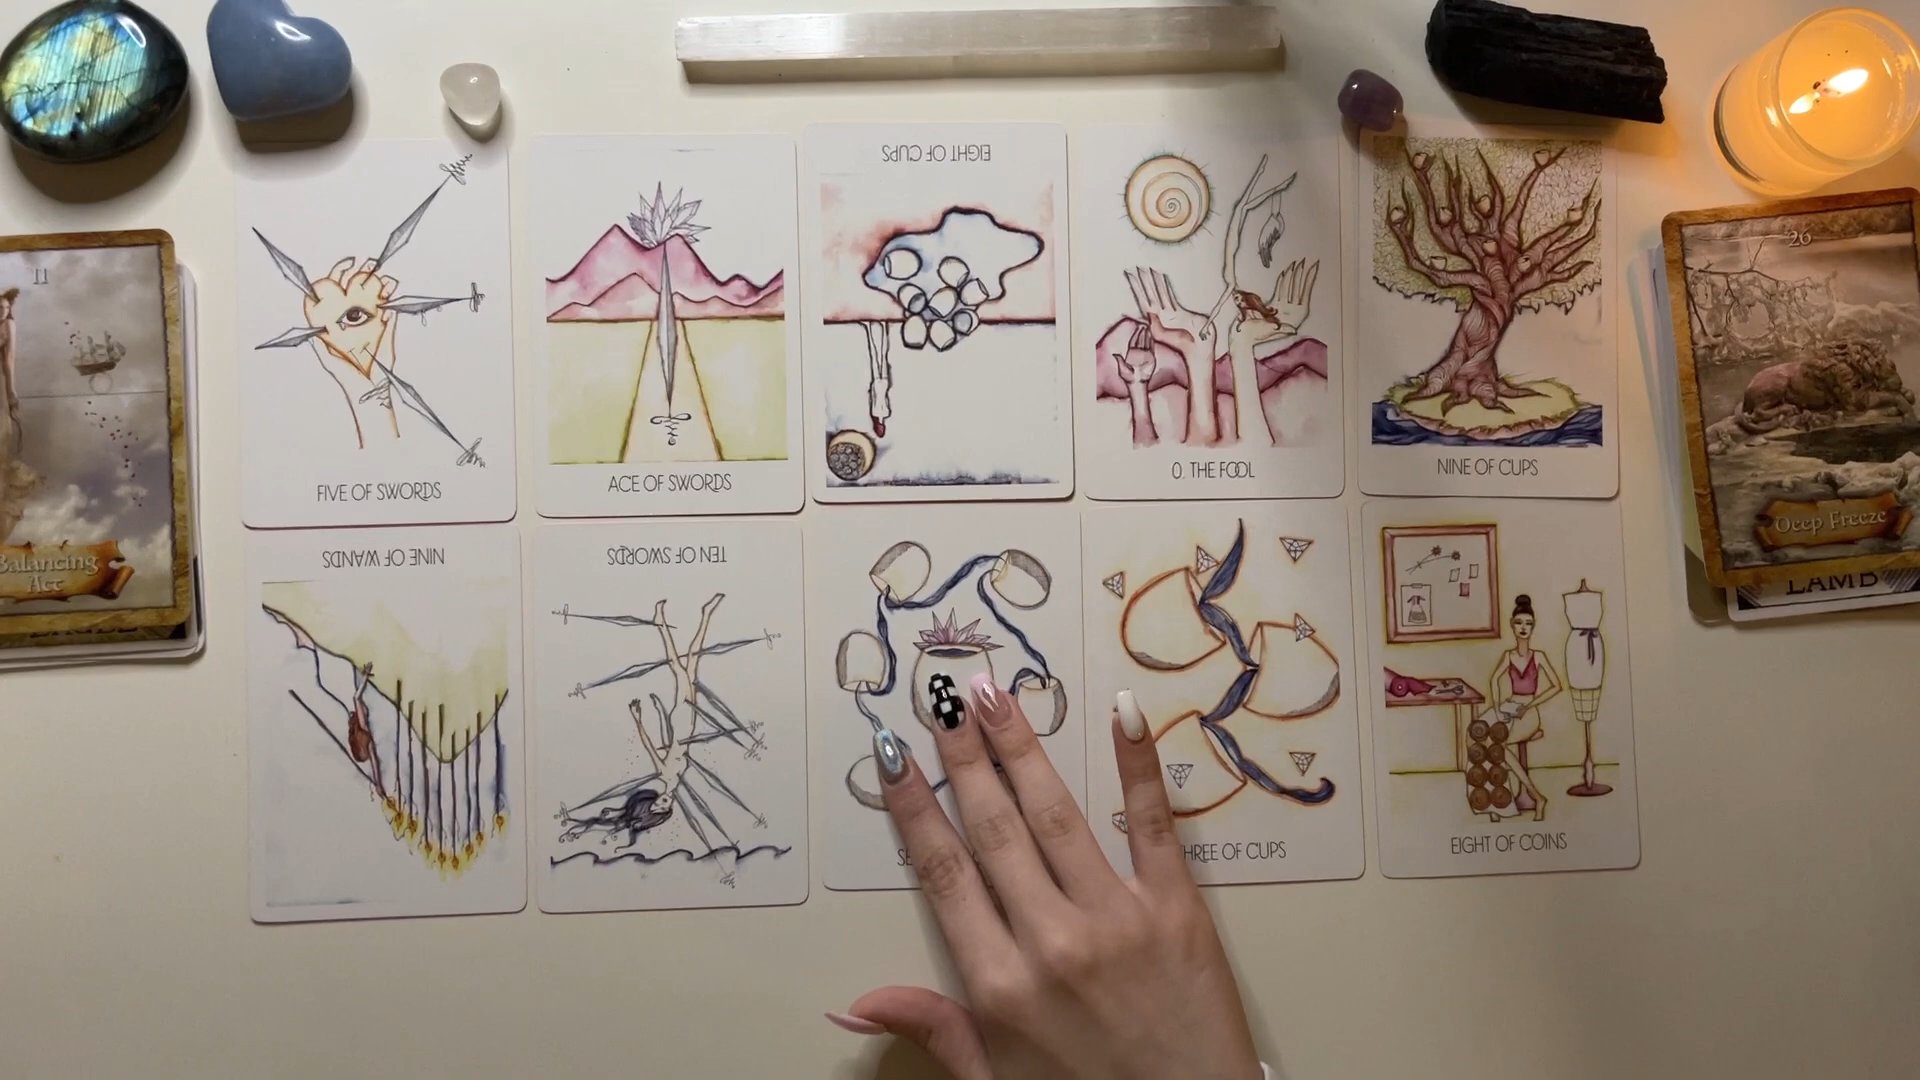 EIGHT OF CUPS
FIVE OF SWORDS
ACE OF SWORDS
0. THE FOOL
NINE OF CUPS
11
Balancing
Act
26
Deep Freeze
LAMB
NINE OF WANDS
TEN OF SWORDS
THREE OF CUPS
EIGHT OF COINS